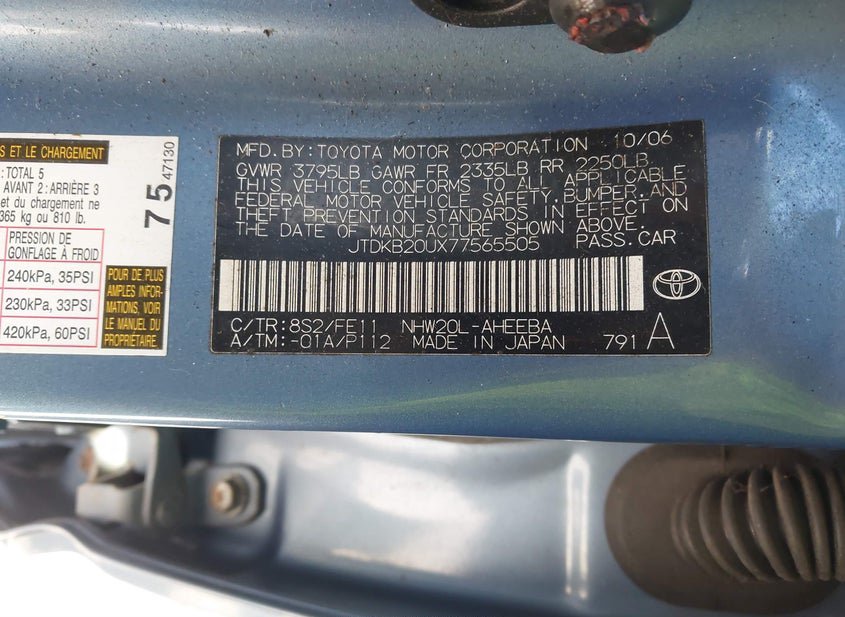 S ET LE CHARGEMENT
: TOTAL 5
AVANT 2 : ARRIÈRE 3
et du chargement ne
365 kg ou 810 lb.
PRESSION DE
GONFLAGE À FROID
240kPa, 35PSI
230kPa, 33PSI
420kPa, 60PSI
POUR DE PLUS
AMPLES INFOR-
MATIONS, VOIR
LE MANUEL DU
PROPRIÉTAIRE
75
47130
MFD.BY:TOYOTA MOTOR CORPORATION 10/06
GVWR 3795LB GAWR FR 2335LB RR 2250LB
THIS VEHICLE CONFORMS TO ALL APPLICABLE
FEDERAL MOTOR VEHICLE SAFETY,BUMPER,AND
THEFT PREVENTION STANDARDS IN EFFECT ON
THE DATE OF MANUFACTURE SHOWN ABOVE.
JTDKB20UX77565505 PASS.CAR
C/TR:8S2/FE11 NHW20L-AHEEBA
A/TM:-01A/P112 MADE IN JAPAN 791 A